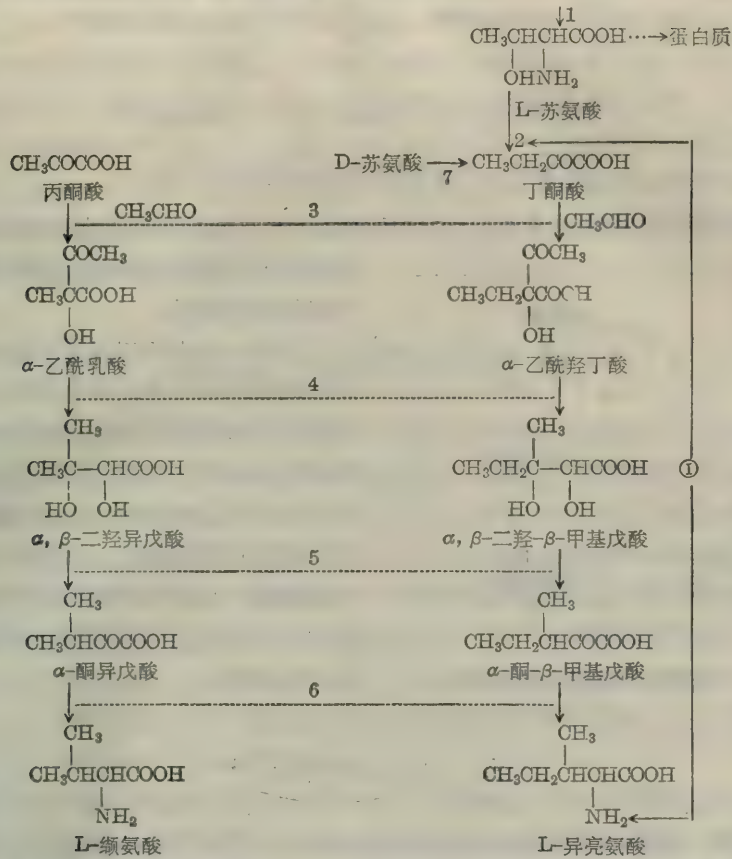 ↓1
CH₃CHCHCOOH···→蛋白质
OHNH₂
L-苏氨酸
2
D-苏氨酸 → CH₃CH₂COCOOH
7
丁酮酸
CH₃COCOOH
丙酮酸
CH₃CHO 3 CH₃CHO
COCH₃ COCH₃
CH₃CCOOH CH₃CH₂CCOOH
OH OH
α-乙酰乳酸 α-乙酰羟丁酸
4
CH₃ CH₃
CH₃C—CHCOOH CH₃CH₂C—CHCOOH ①
HO OH HO OH
α, β-二羟异戊酸 α, β-二羟-β-甲基戊酸
5
CH₃ CH₃
CH₃CHCOCOOH CH₃CH₂CHCOCOOH
α-酮异戊酸 α-酮-β-甲基戊酸
6
CH₃ CH₃
CH₃CHCHCOOH CH₃CH₂CHCHCOOH
NH₂ NH₂
L-缬氨酸 L-异亮氨酸